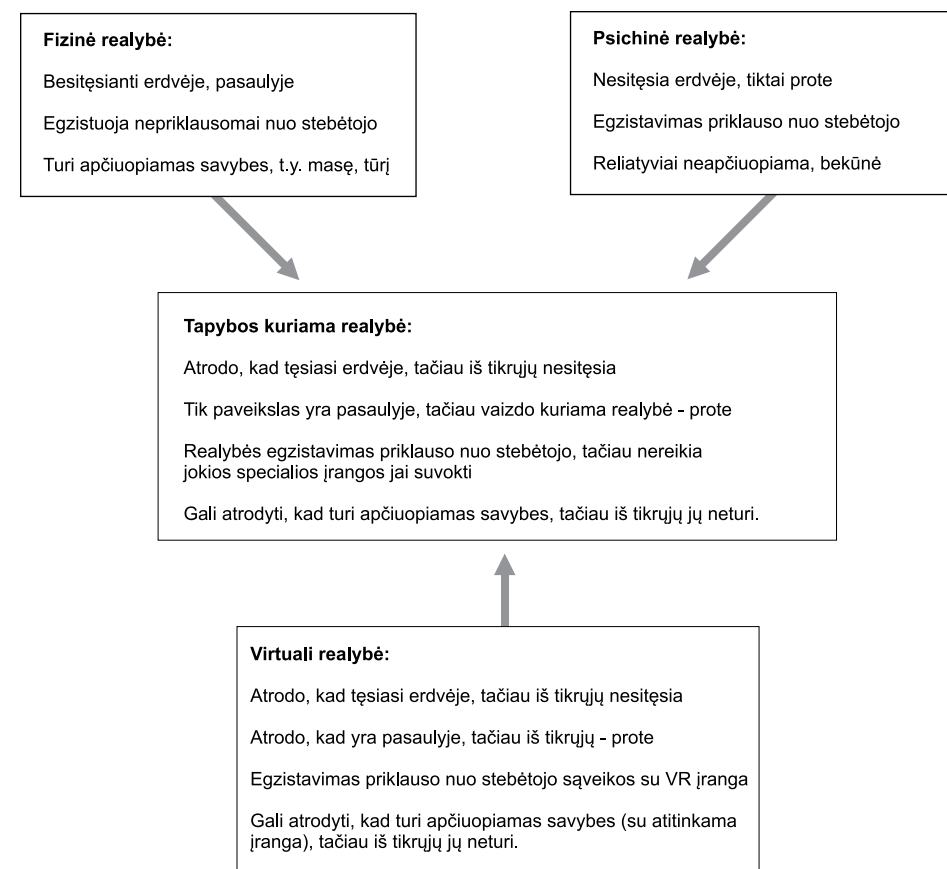 Fizinė realybė:
Besitęsianti erdvėje, pasaulyje
Egzistuoja nepriklausomai nuo stebėtojo
Turi apčiuopiamas savybes, t.y. masę, tūrį
Psichinė realybė:
Nesitęsia erdvėje, tiktai prote
Egzistavimas priklauso nuo stebėtojo
Reliatyviai neapčiuopiama, bekūnė
Tapybos kuriama realybė:
Atrodo, kad tęsiasi erdvėje, tačiau iš tikrųjų nesitęsia
Tik paveikslas yra pasaulyje, tačiau vaizdo kuriama realybė - prote
Realybės egzistavimas priklauso nuo stebėtojo, tačiau nereikia
jokios specialios įrangos jai suvokti
Gali atrodyti, kad turi apčiuopiamas savybes, tačiau iš tikrųjų jų neturi.
Virtuali realybė:
Atrodo, kad tęsiasi erdvėje, tačiau iš tikrųjų nesitęsia
Atrodo, kad yra pasaulyje, tačiau iš tikrųjų - prote
Egzistavimas priklauso nuo stebėtojo sąveikos su VR įranga
Gali atrodyti, kad turi apčiuopiamas savybes (su atitinkama
įranga), tačiau iš tikrųjų jų neturi.